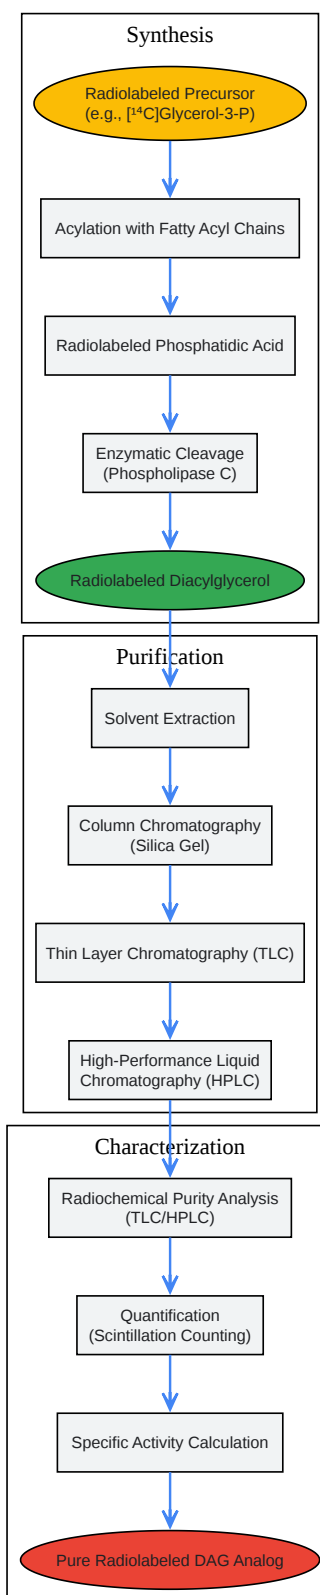 Synthesis
Radiolabeled Precursor
(e.g., [¹⁴C]Glycerol-3-P)
Acylation with Fatty Acyl Chains
Radiolabeled Phosphatidic Acid
Enzymatic Cleavage
(Phospholipase C)
Radiolabeled Diacylglycerol
Purification
Solvent Extraction
Column Chromatography
(Silica Gel)
Thin Layer Chromatography (TLC)
High-Performance Liquid
Chromatography (HPLC)
Characterization
Radiochemical Purity Analysis
(TLC/HPLC)
Quantification
(Scintillation Counting)
Specific Activity Calculation
Pure Radiolabeled DAG Analog